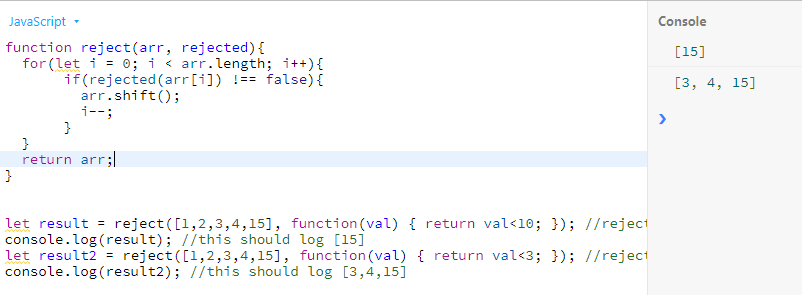 JavaScript
function reject(arr, rejected){
for(let i = 0; i < arr.length; i++){
if(rejected(arr[i]) !== false){
arr.shift();
i--;
}
}
return arr;
}
let result = reject([1,2,3,4,15], function(val) { return val<10; }); //reject
console.log(result); //this should log [15]
let result2 = reject([1,2,3,4,15], function(val) { return val<3; }); //reject
console.log(result2); //this should log [3,4,15]
Console
[15]
[3, 4, 15]